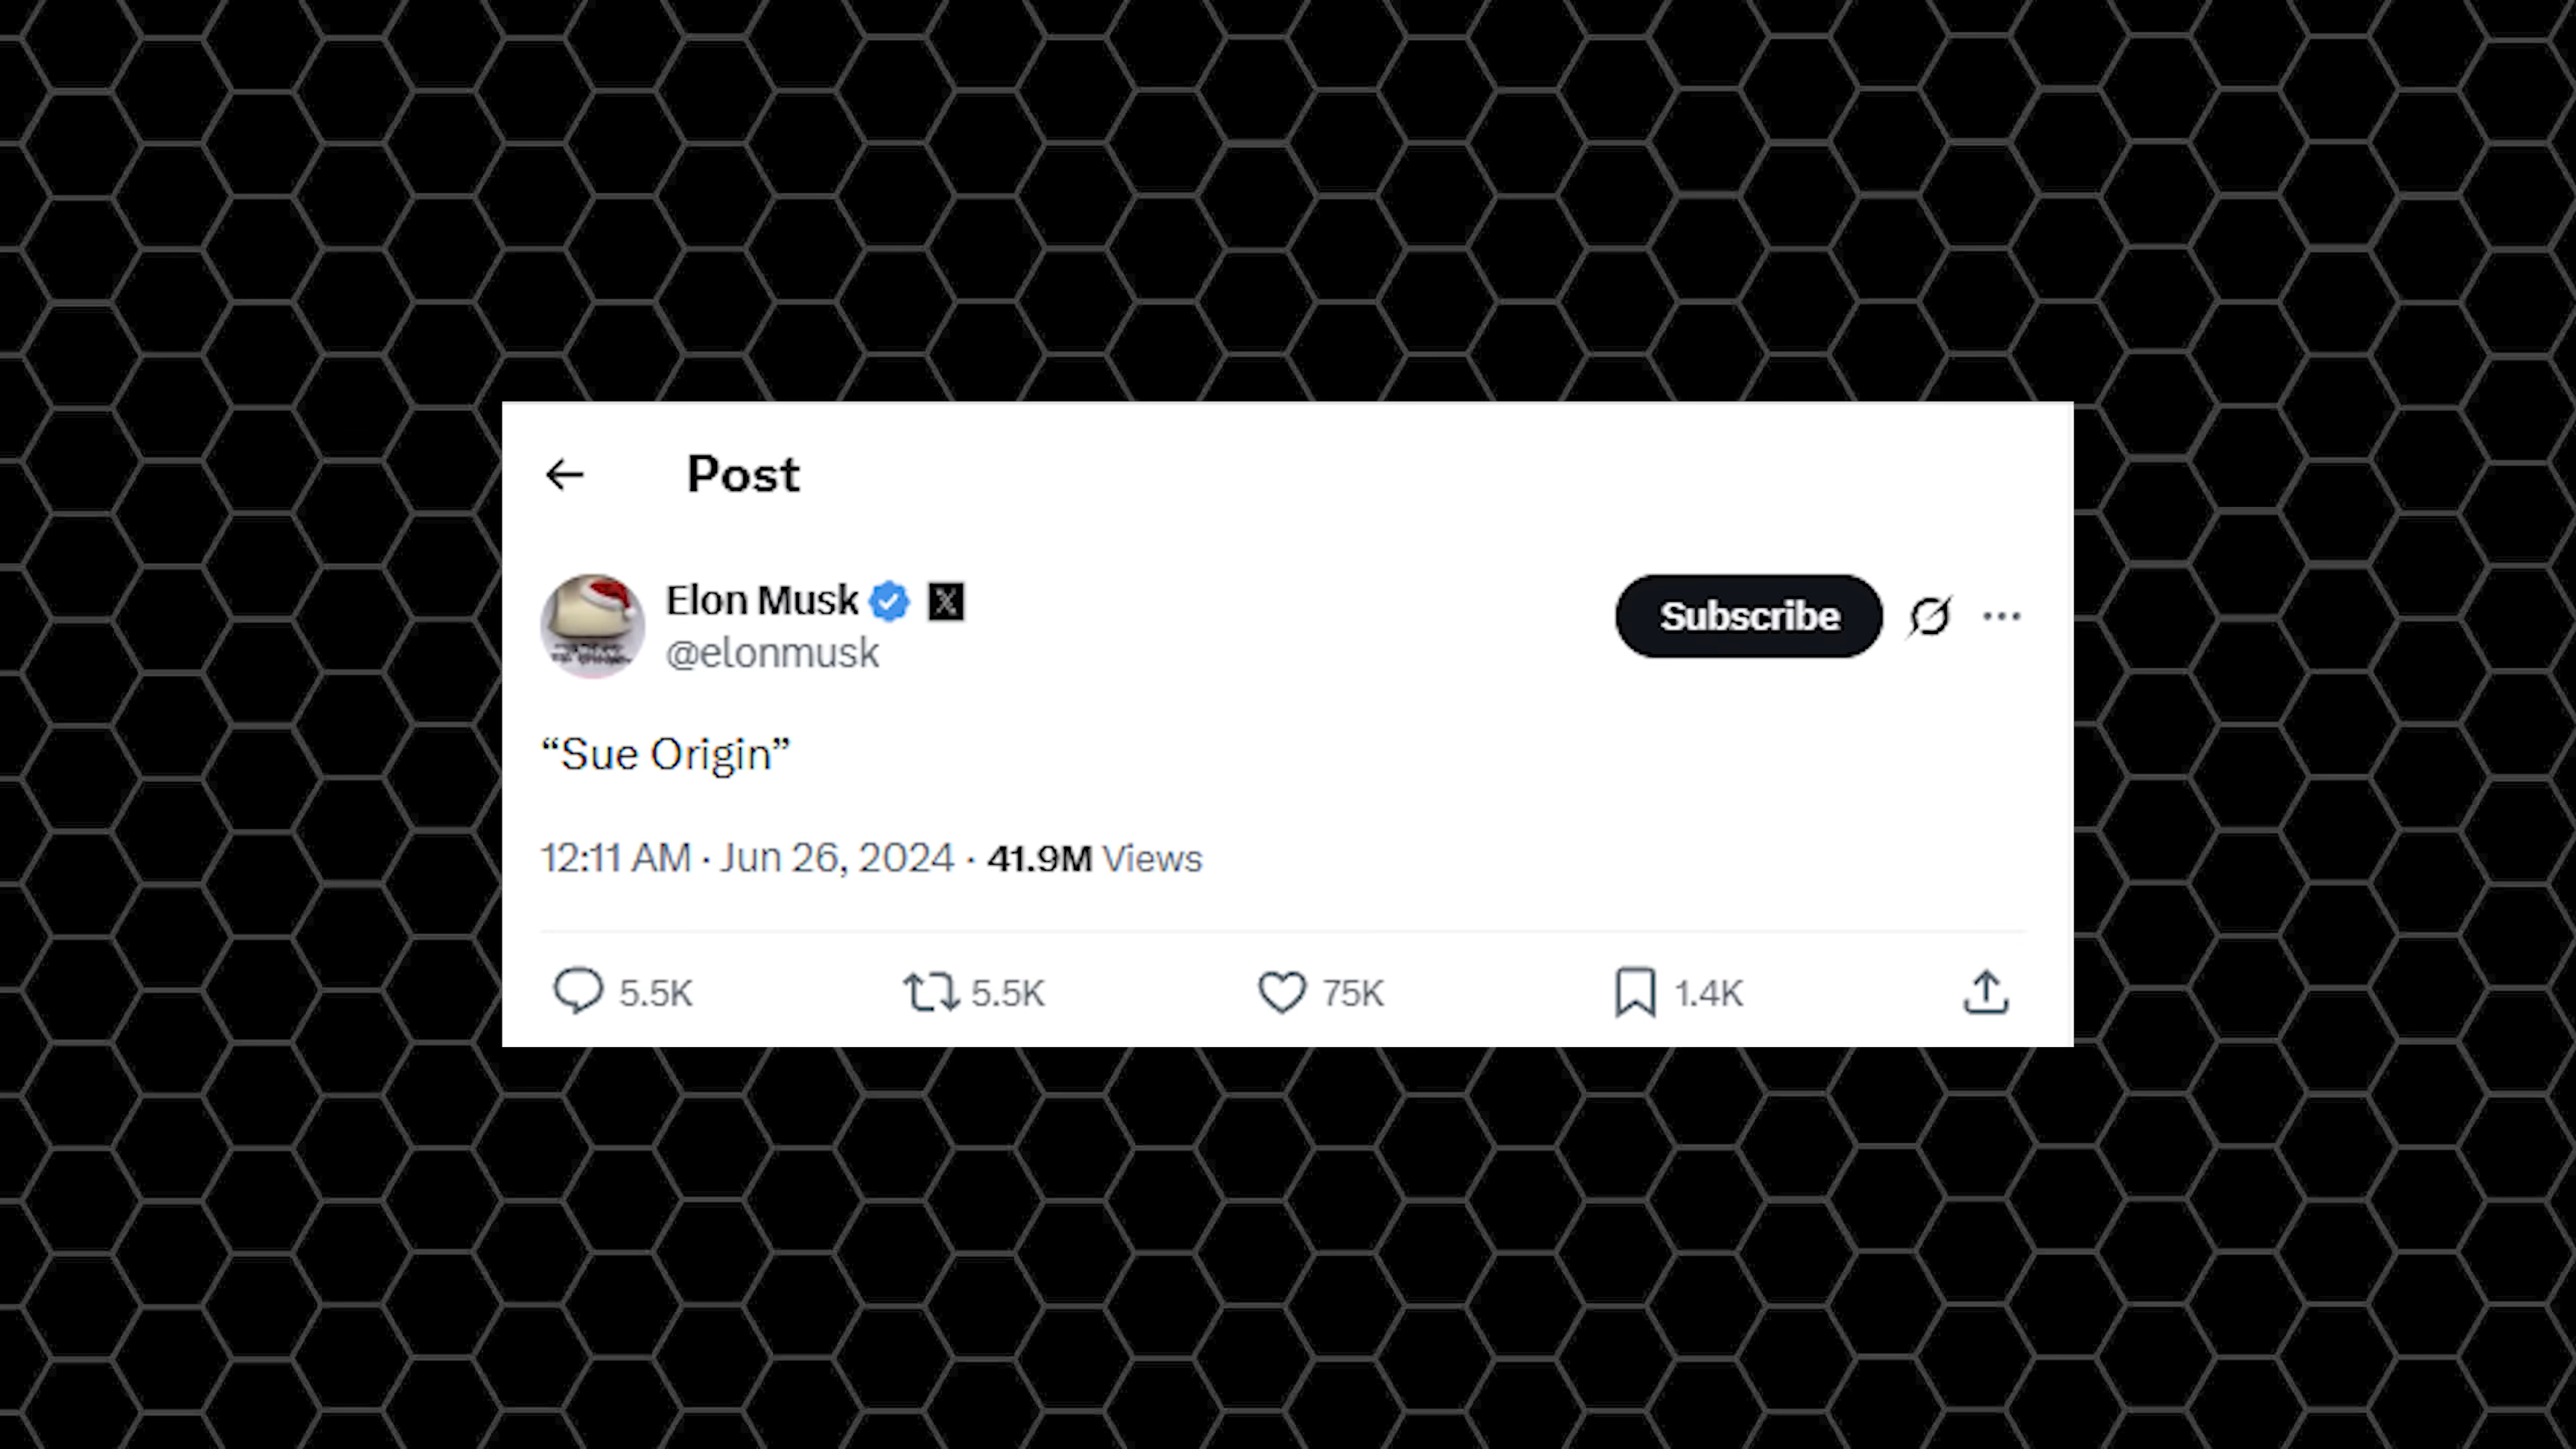 Post
Elon Musk
@elonmusk
Subscribe
“Sue Origin”
12:11 AM · Jun 26, 2024 · 41.9M Views
5.5K 5.5K 75K 1.4K